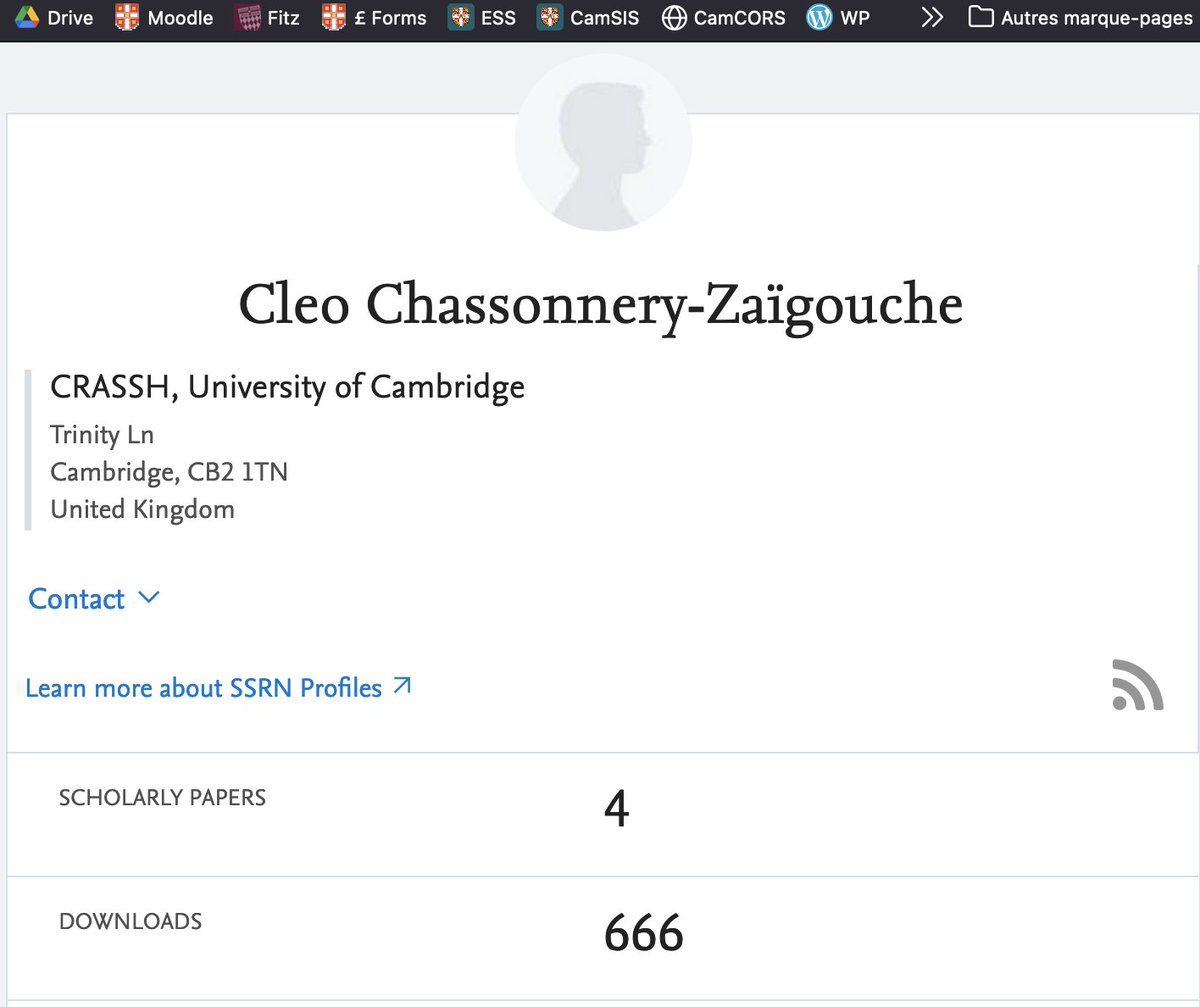 Drive Moodle Fitz £ Forms ESS CamSIS CamCORS WP Autres marque-pages
Cleo Chassonnery-Zaïgouche
CRASSH, University of Cambridge
Trinity Ln
Cambridge, CB2 1TN
United Kingdom
Contact
Learn more about SSRN Profiles
SCHOLARLY PAPERS 4
DOWNLOADS 666